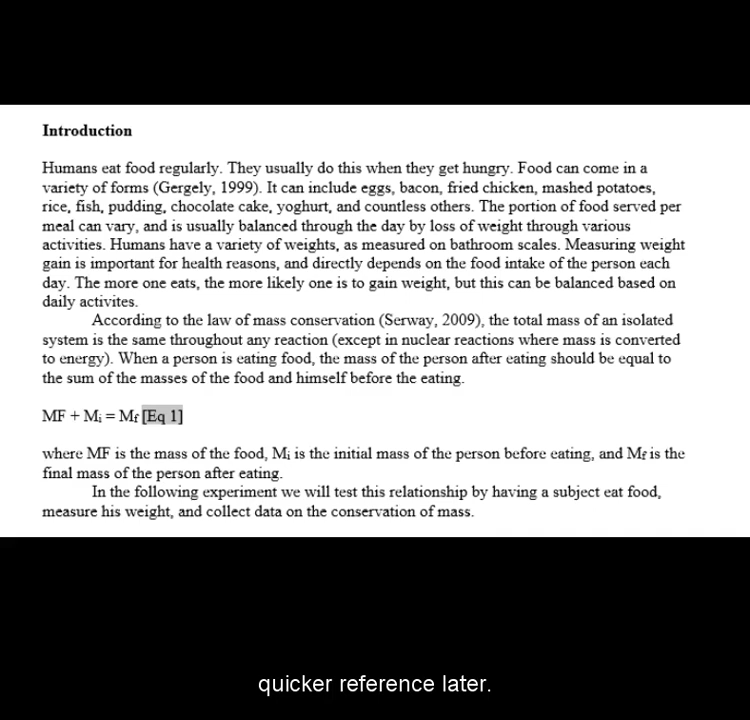 Introduction
Humans eat food regularly. They usually do this when they get hungry. Food can come in a
variety of forms (Gergely, 1999). It can include eggs, bacon, fried chicken, mashed potatoes,
rice, fish, pudding, chocolate cake, yoghurt, and countless others. The portion of food served per
meal can vary, and is usually balanced through the day by loss of weight through various
activities. Humans have a variety of weights, as measured on bathroom scales. Measuring weight
gain is important for health reasons, and directly depends on the food intake of the person each
day. The more one eats, the more likely one is to gain weight, but this can be balanced based on
daily activites.
According to the law of mass conservation (Serway, 2009), the total mass of an isolated
system is the same throughout any reaction (except in nuclear reactions where mass is converted
to energy). When a person is eating food, the mass of the person after eating should be equal to
the sum of the masses of the food and himself before the eating.
MF + Mi = Mf [Eq 1]
where MF is the mass of the food, Mi is the initial mass of the person before eating, and Mf is the
final mass of the person after eating.
In the following experiment we will test this relationship by having a subject eat food,
measure his weight, and collect data on the conservation of mass.
quicker reference later.